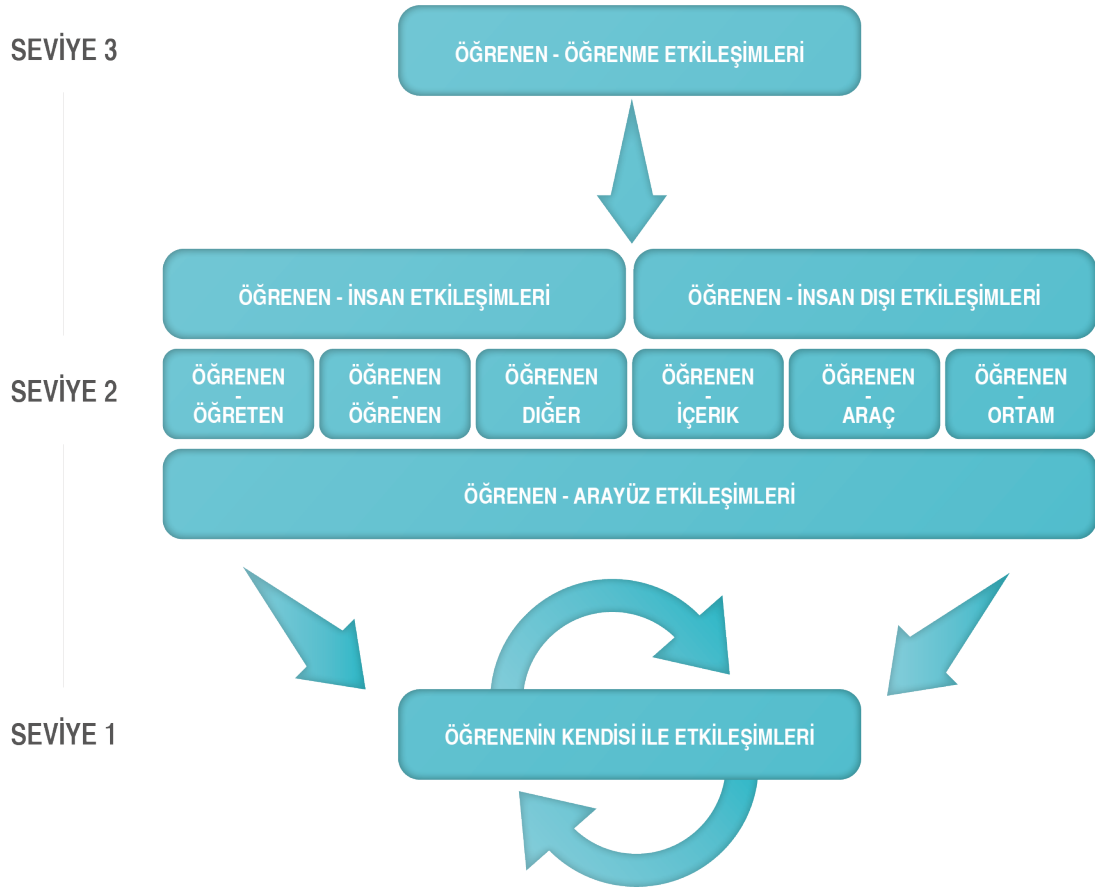 SEVİYE 3
ÖĞRENEN - ÖĞRENME ETKİLEŞİMLERİ
ÖĞRENEN - İNSAN ETKİLEŞİMLERİ
ÖĞRENEN - İNSAN DIŞI ETKİLEŞİMLERİ
SEVİYE 2
ÖĞRENEN
-
ÖĞRETEN
ÖĞRENEN
-
ÖĞRENEN
ÖĞRENEN
-
DIĞER
ÖĞRENEN
-
İÇERIK
ÖĞRENEN
-
ARAÇ
ÖĞRENEN
-
ORTAM
ÖĞRENEN - ARAYÜZ ETKİLEŞİMLERİ
SEVİYE 1
ÖĞRENENİN KENDİSİ İLE ETKİLEŞİMLERİ